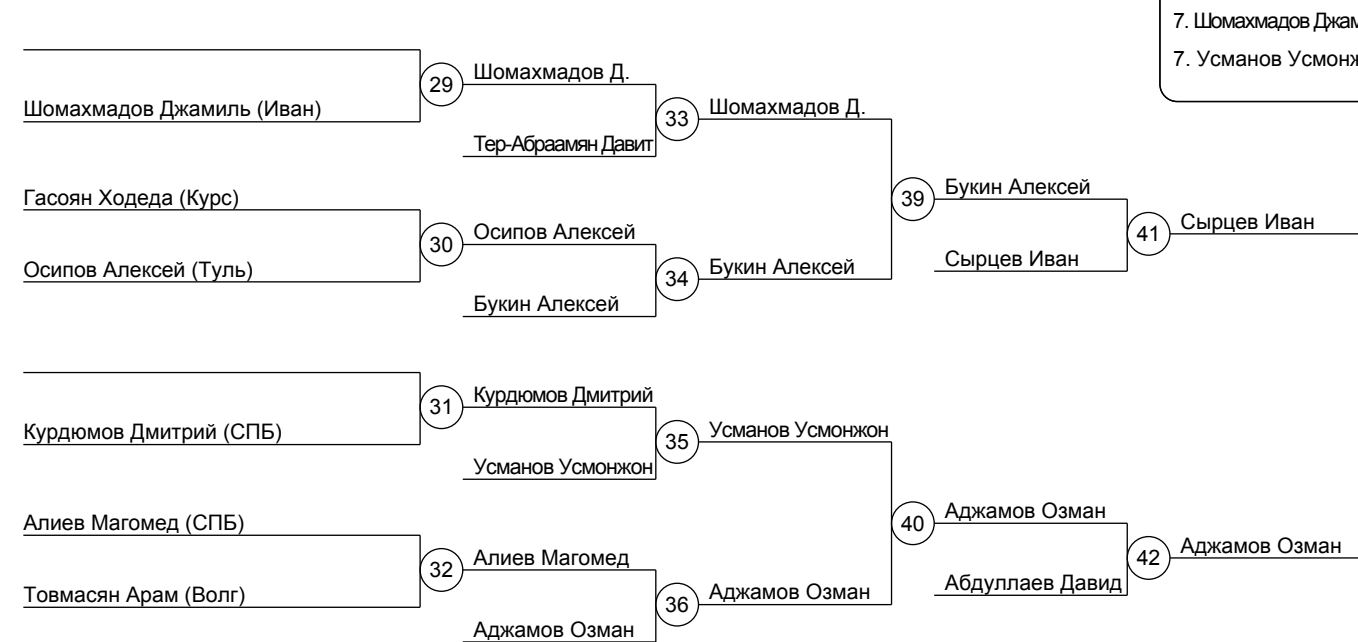 7. Шомахмадов Джам
7. Усманов Усмонж
Шомахмадов Джамиль (Иван)
29
Шомахмадов Д.
Тер-Абраамян Давит
33
Шомахмадов Д.
Гасоян Ходеда (Курс)
Осипов Алексей (Туль)
30
Осипов Алексей
Букин Алексей
34
Букин Алексей
39
Букин Алексей
Сырцев Иван
41
Сырцев Иван
Курдюмов Дмитрий (СПБ)
31
Курдюмов Дмитрий
Усманов Усмонжон
35
Усманов Усмонжон
Алиев Магомед (СПБ)
Товмасян Арам (Волг)
32
Алиев Магомед
Аджамов Озман
36
Аджамов Озман
40
Аджамов Озман
Абдуллаев Давид
42
Аджамов Озман